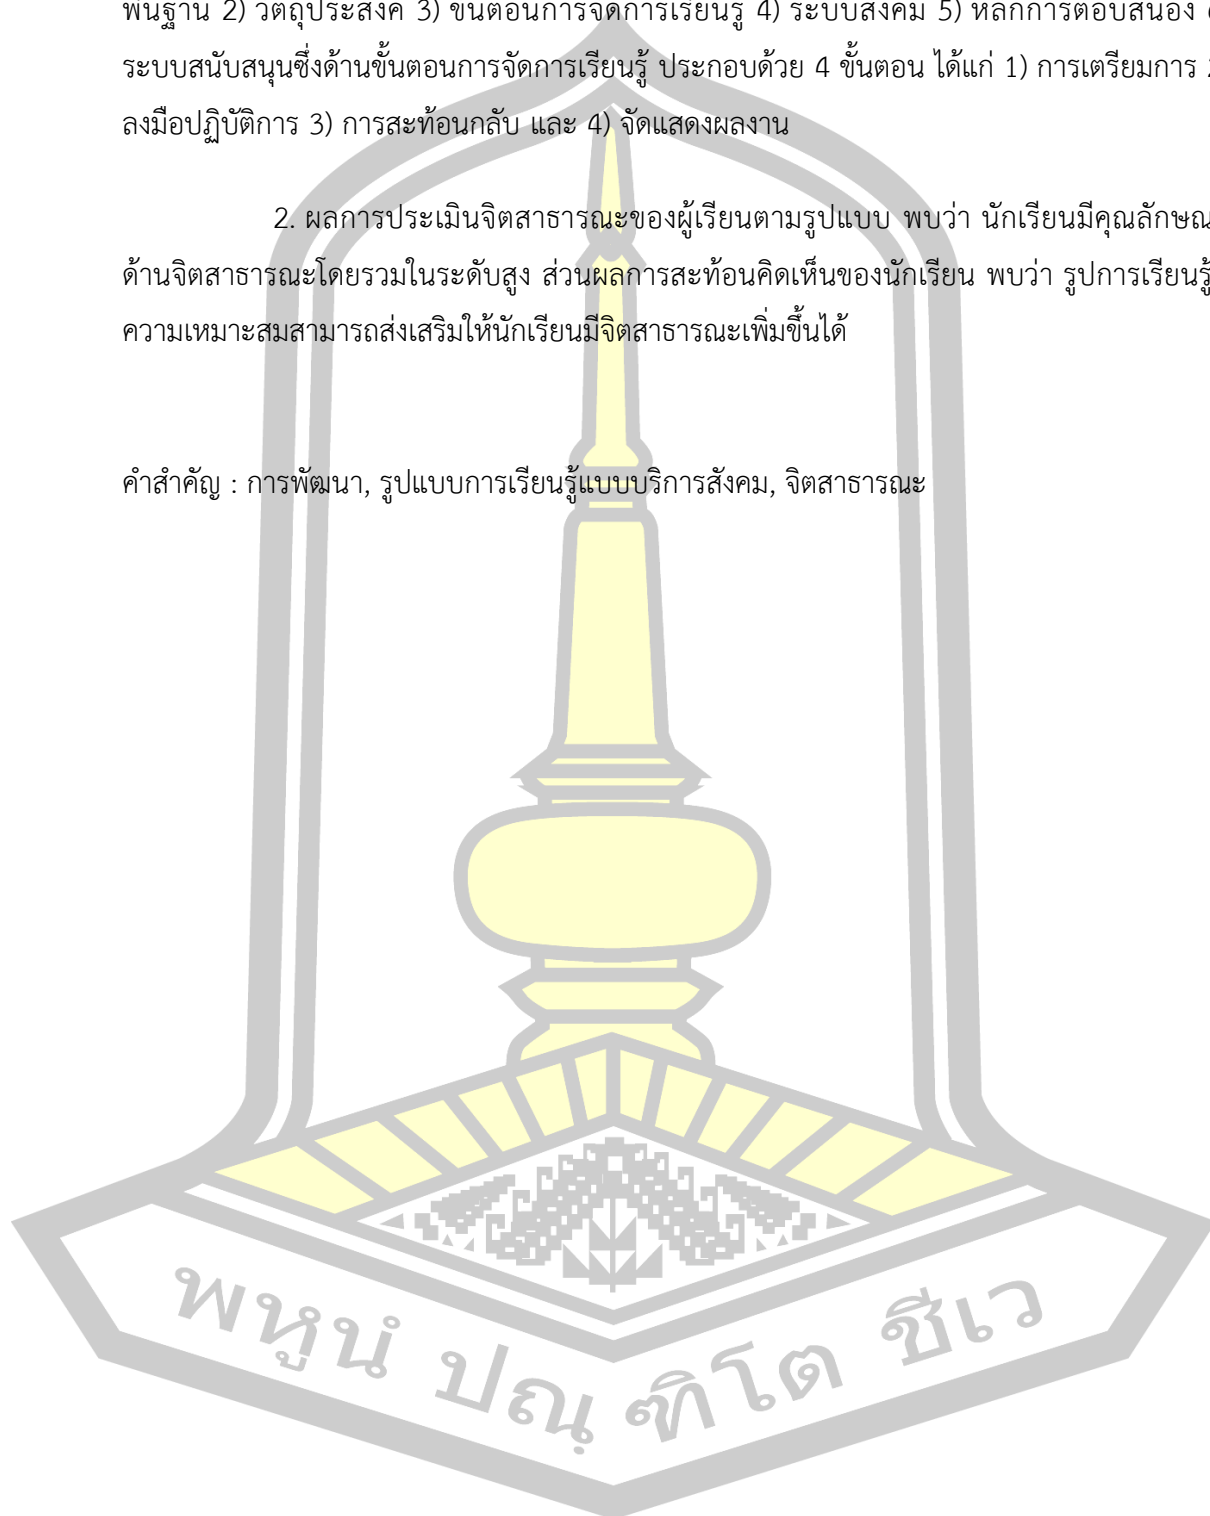 พื้นฐาน 2) วัตถุประสงค์ 3) ขั้นตอนการจัดการเรียนรู้ 4) ระบบสังคม 5) หลักการตอบสนอง
ระบบสนับสนุนซึ่งด้านขั้นตอนการจัดการเรียนรู้ ประกอบด้วย 4 ขั้นตอน ได้แก่ 1) การเตรียมการ
ลงมือปฏิบัติการ 3) การสะท้อนกลับ และ 4) จัดแสดงผลงาน
2. ผลการประเมินจิตสาธารณะของผู้เรียนตามรูปแบบ พบว่า นักเรียนมีคุณลักษณ
ด้านจิตสาธารณะโดยรวมในระดับสูง ส่วนผลการสะท้อนคิดเห็นของนักเรียน พบว่า รูปการเรียนรู้
ความเหมาะสมสามารถส่งเสริมให้นักเรียนมีจิตสาธารณะเพิ่มขึ้นได้
คำสำคัญ : การพัฒนา, รูปแบบการเรียนรู้แบบบริการสังคม, จิตสาธารณะ
พหูนํ ปณฺฑิโต ชีเว